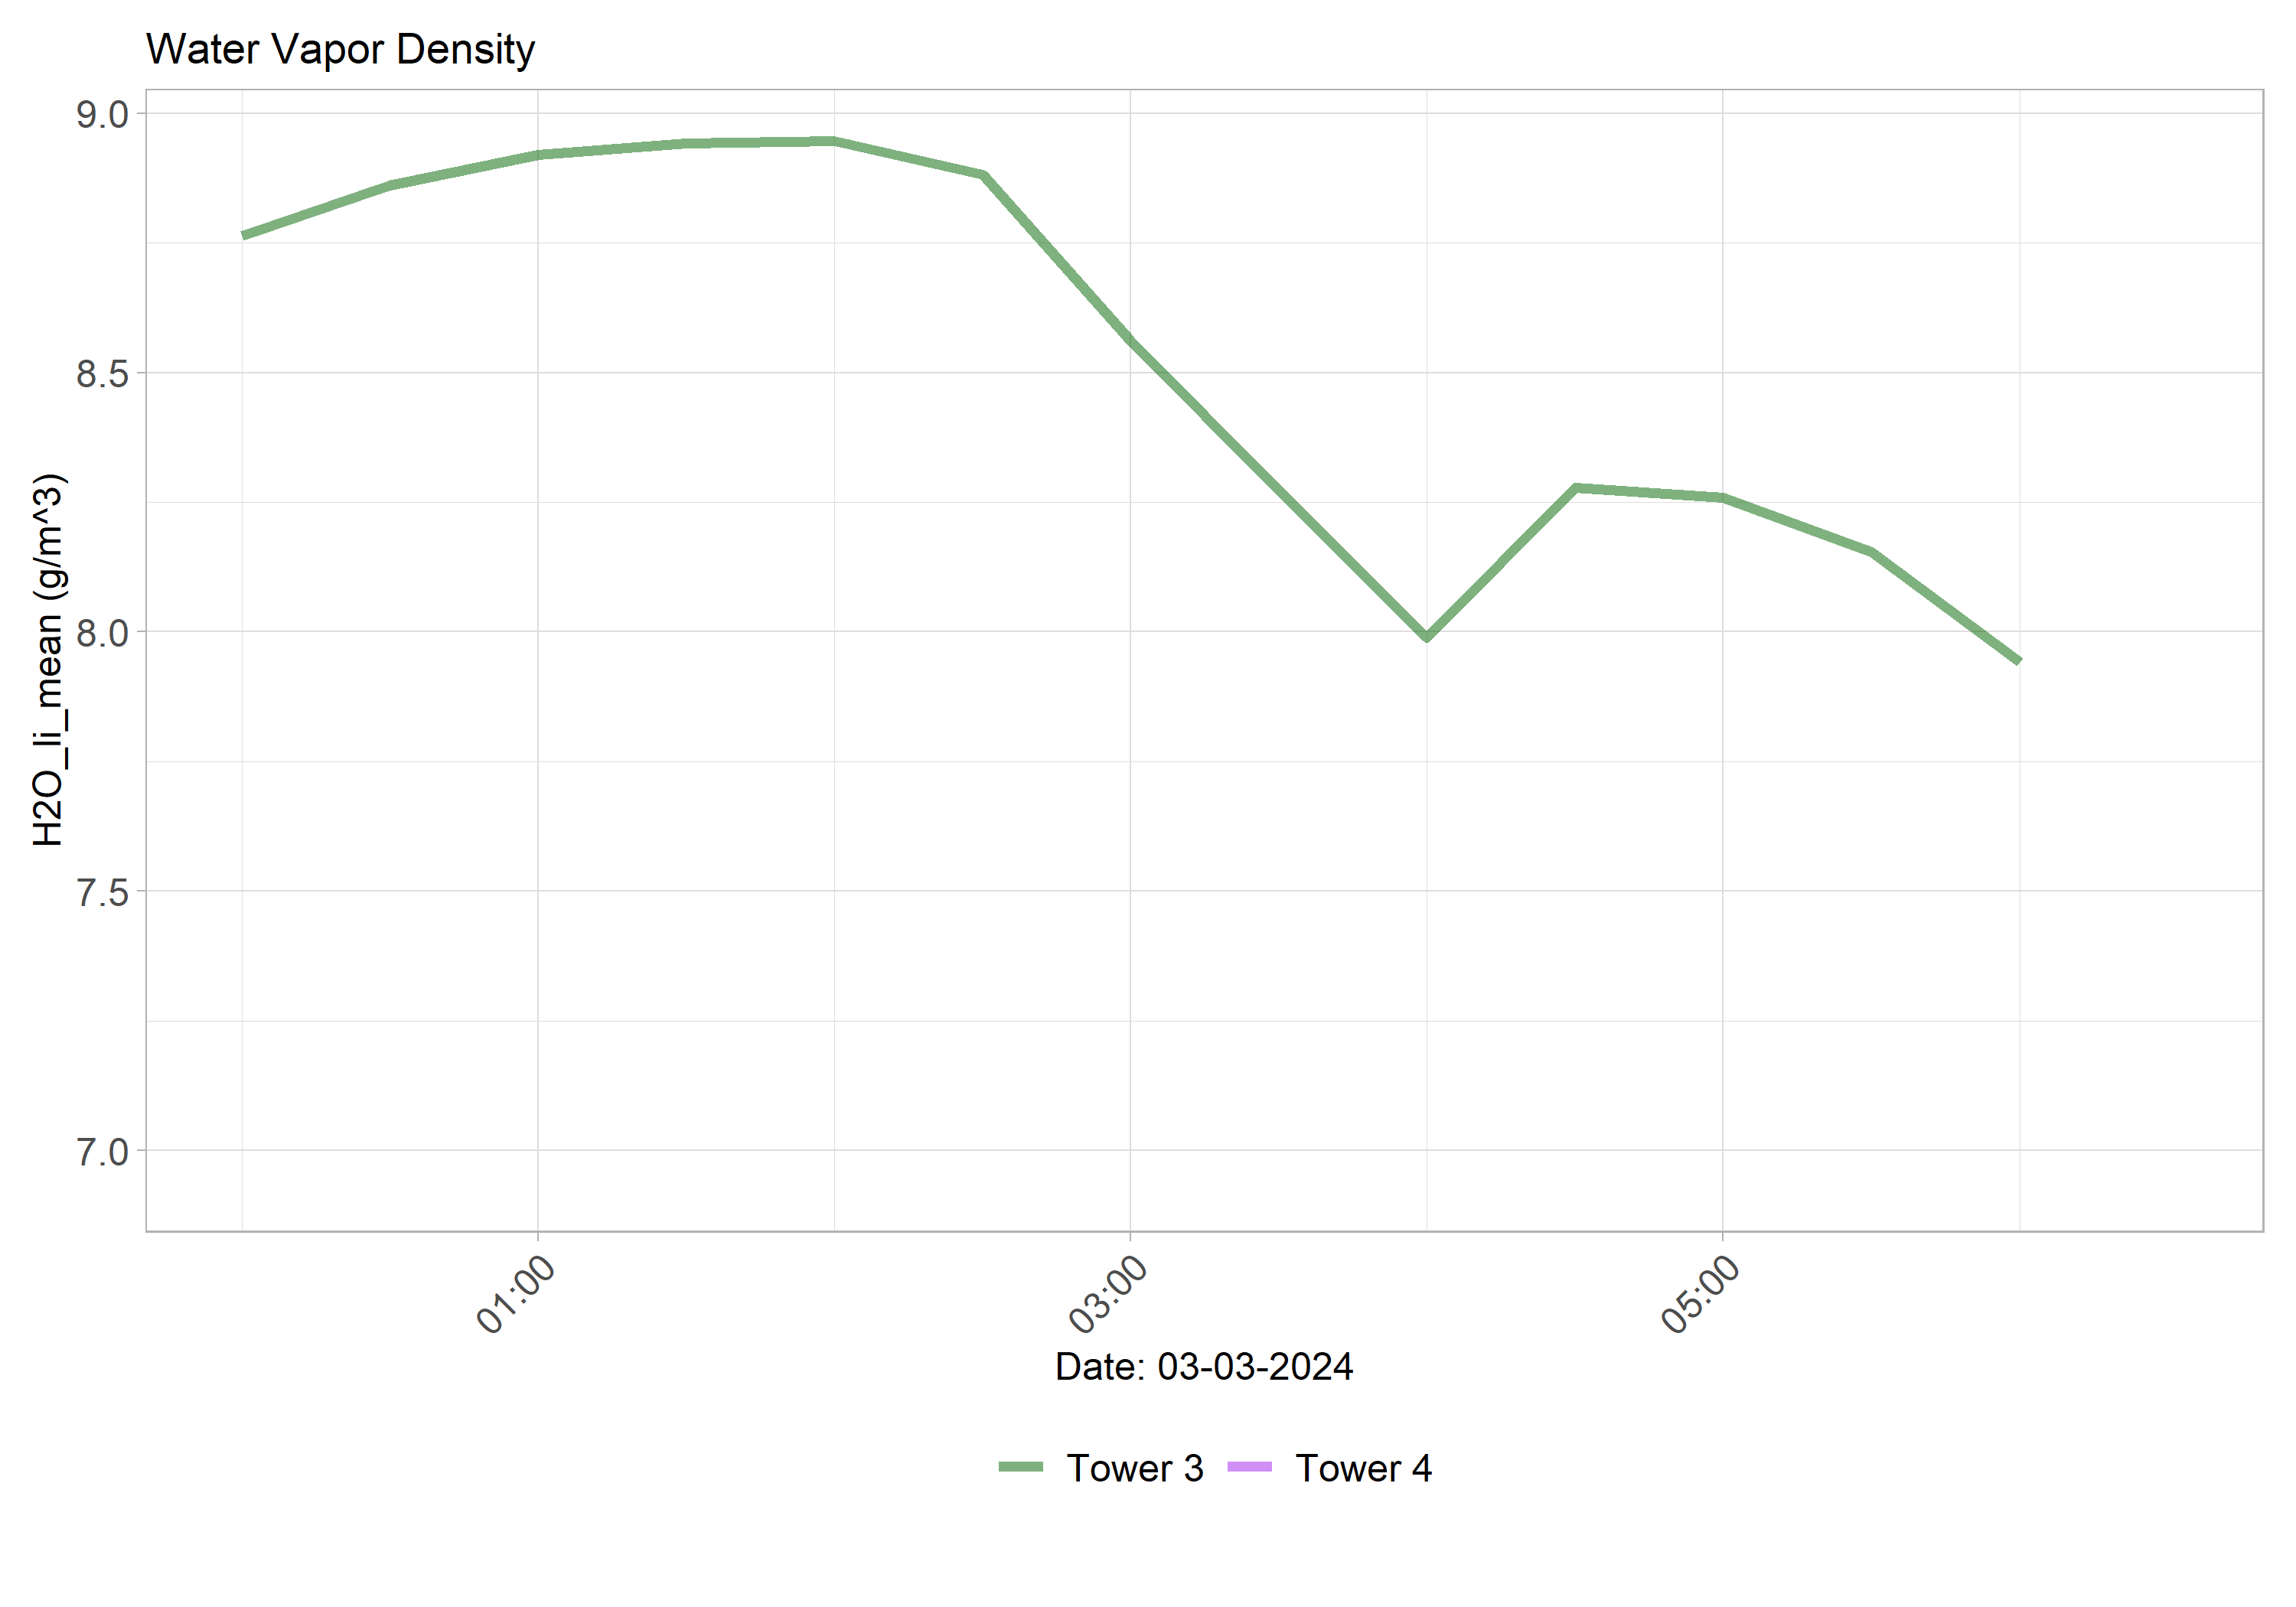 Water Vapor Density
H2O_li_mean (g/m^3)
9.0
8.5
8.0
7.5
7.0
01:00
03:00
05:00
Date: 03-03-2024
Tower 3
Tower 4